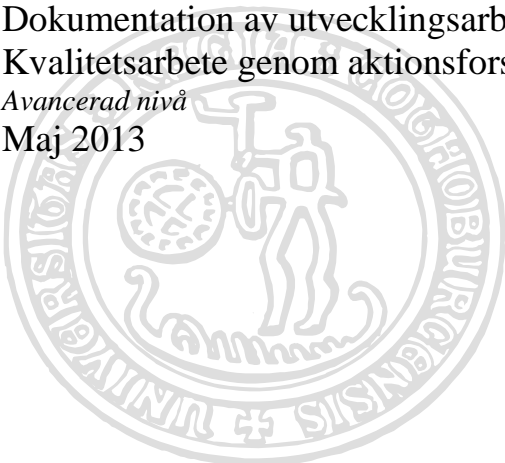 Dokumentation av utvecklingsarb
Kvalitetsarbete genom aktionsfors
Avancerad nivå
Maj 2013